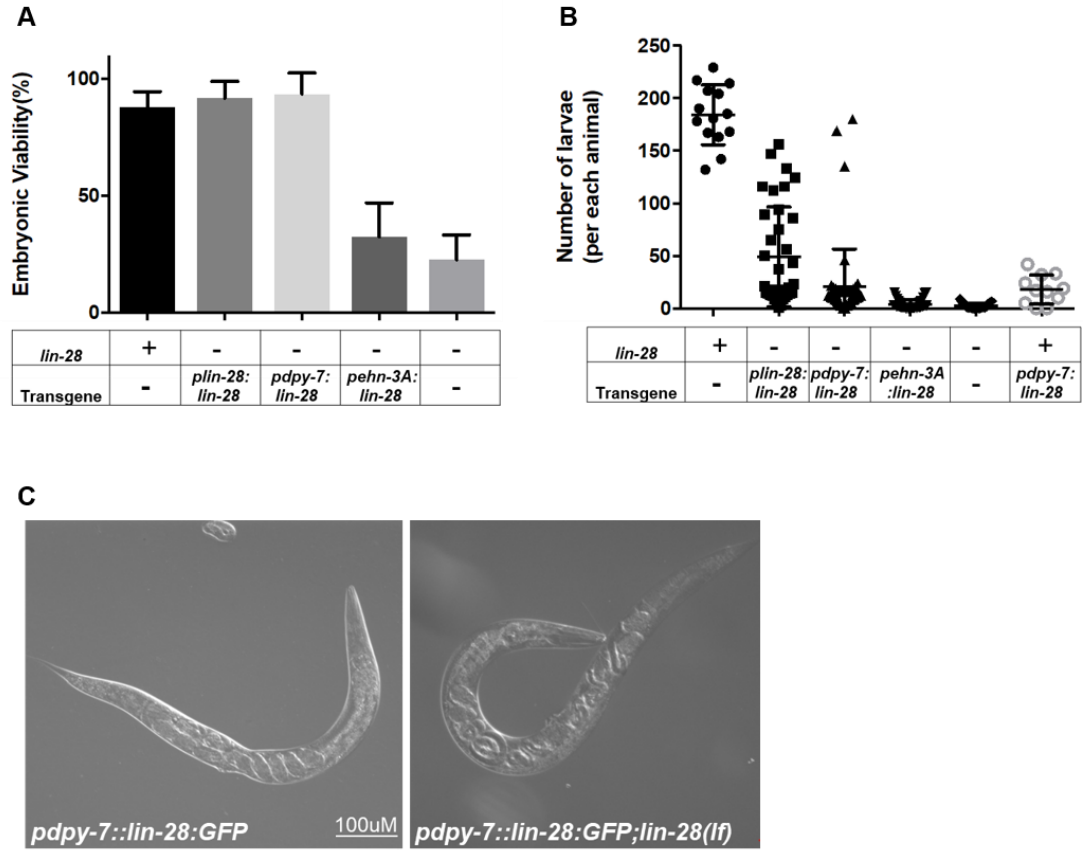 A
Embryonic Viability(%)
100
50
0
lin-28 + - - - -
Transgene - plin-28: lin-28 pdpy-7: lin-28 pehn-3A: lin-28 -
B
Number of larvae
(per each animal)
250
200
150
100
50
0
lin-28 + - - - - +
Transgene - plin-28: lin-28 pdpy-7: lin-28 pehn-3A :lin-28 - pdpy-7: lin-28
C
pdpy-7::lin-28:GFP
100uM
pdpy-7::lin-28:GFP;lin-28(lf)